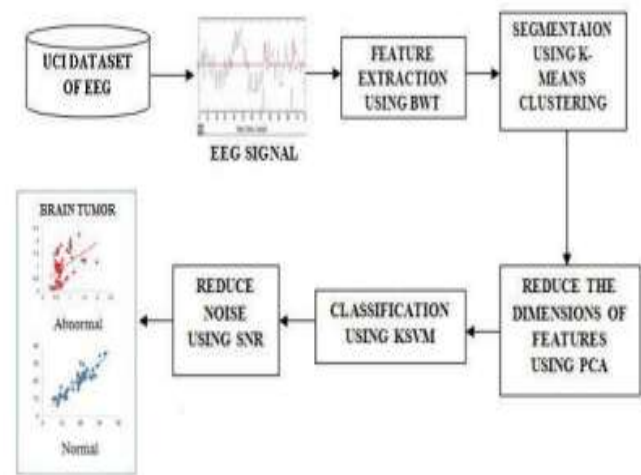 UCI DATASET
OF EEG
EEG SIGNAL
FEATURE
EXTRACTION
USING BWT
SEGMENTAION
USING K-
MEANS
CLUSTERING
REDUCE THE
DIMENSIONS OF
FEATURES
USING PCA
CLASSIFICATION
USING KSVM
REDUCE
NOISE
USING SNR
BRAIN TUMOR
Abnormal
Normal